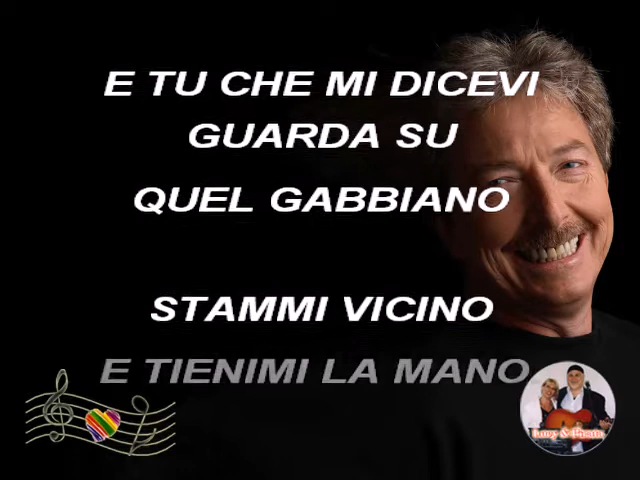 E TU CHE MI DICEVI
GUARDA SU
QUEL GABBIANO
STAMMI VICINO
E TIENIMI LA MANO